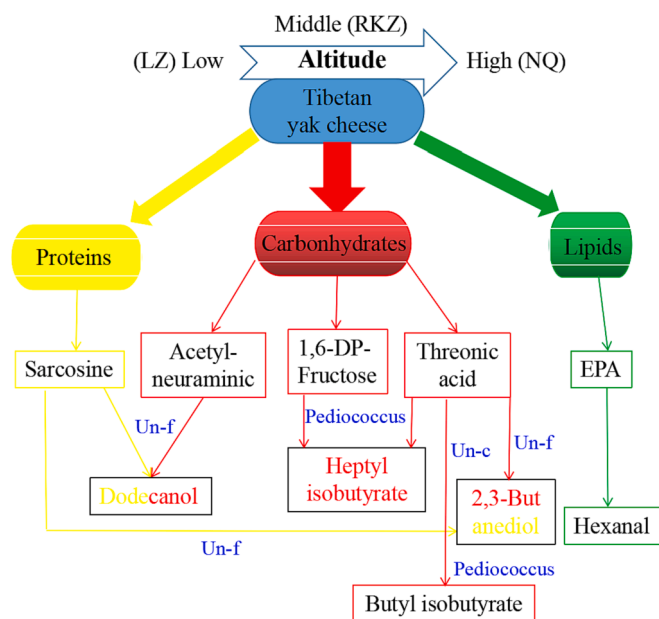 Middle (RKZ)
(LZ) Low
Altitude
High (NQ)
Tibetan
yak cheese
Proteins
Carbonhydrates
Lipids
Sarcosine
Acetyl-
neuraminic
1,6-DP-
Fructose
Threonic
acid
EPA
Un-f
Pediococcus
Un-c
Un-f
Dodecanol
Heptyl
isobutyrate
2,3-But
anediol
Hexanal
Un-f
Pediococcus
Butyl isobutyrate